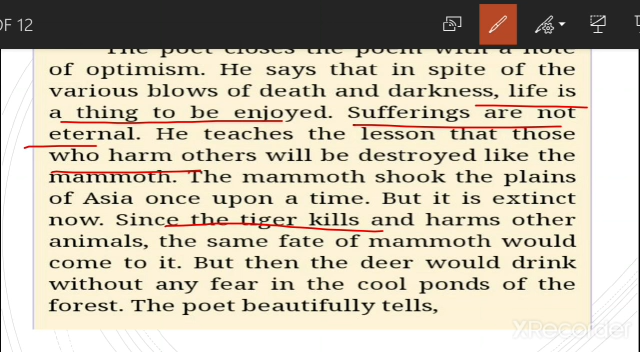 OF 12
The poet closes the poem with a note
of optimism. He says that in spite of the
various blows of death and darkness, life is
a thing to be enjoyed. Sufferings are not
eternal. He teaches the lesson that those
who harm others will be destroyed like the
mammoth. The mammoth shook the plains
of Asia once upon a time. But it is extinct
now. Since the tiger kills and harms other
animals, the same fate of mammoth would
come to it. But then the deer would drink
without any fear in the cool ponds of the
forest. The poet beautifully tells,
XRecorder